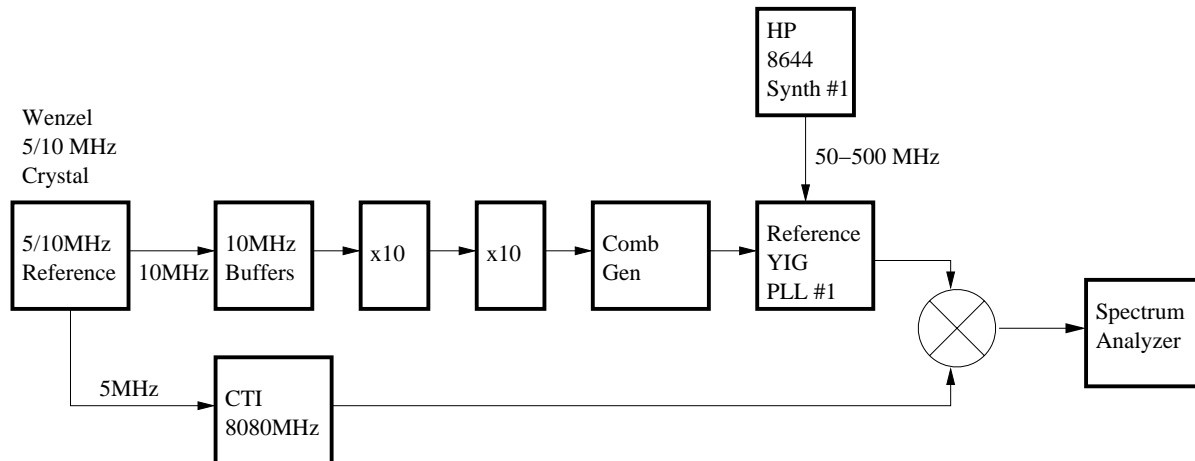 HP
8644
Synth #1
Wenzel
5/10 MHz
Crystal
50−500 MHz
5/10MHz
Reference
10MHz
10MHz
Buffers
x10
x10
Comb
Gen
Reference
YIG
PLL #1
Spectrum
Analyzer
5MHz
CTI
8080MHz